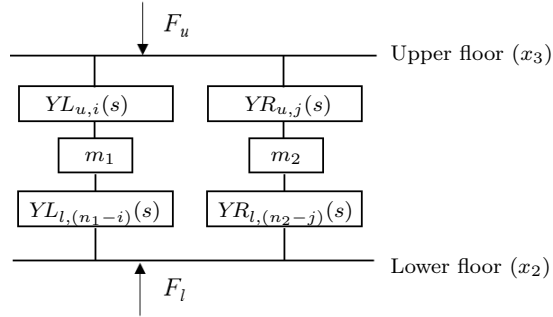 F_u
Upper floor (x_3)
YL_{u,i}(s) YR_{u,j}(s)
m_1 m_2
YL_{l,(n_1−i)}(s) YR_{l,(n_2−j)}(s)
Lower floor (x_2)
F_l